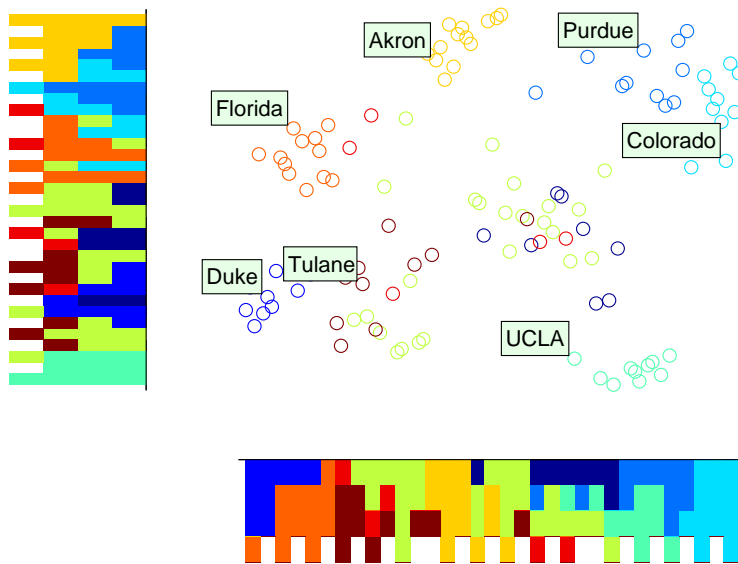 Akron
Purdue
Florida
Colorado
Duke
Tulane
UCLA